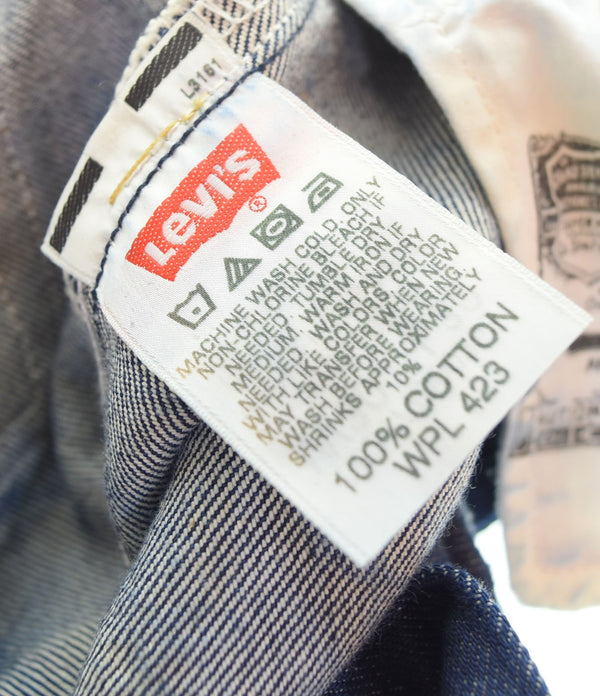 L3161
Levi's®
MACHINE WASH COLD, ONLY
NON-CHLORINE BLEACH IF
NEEDED. TUMBLE DRY
MEDIUM. WARM IRON IF
NEEDED. WASH AND DRY
WITH LIKE COLORS. COLOR
MAY TRANSFER WHEN NEW
WASH BEFORE WEARING.
SHRINKS APPROXIMATELY
10%
100% COTTON
WPL 423